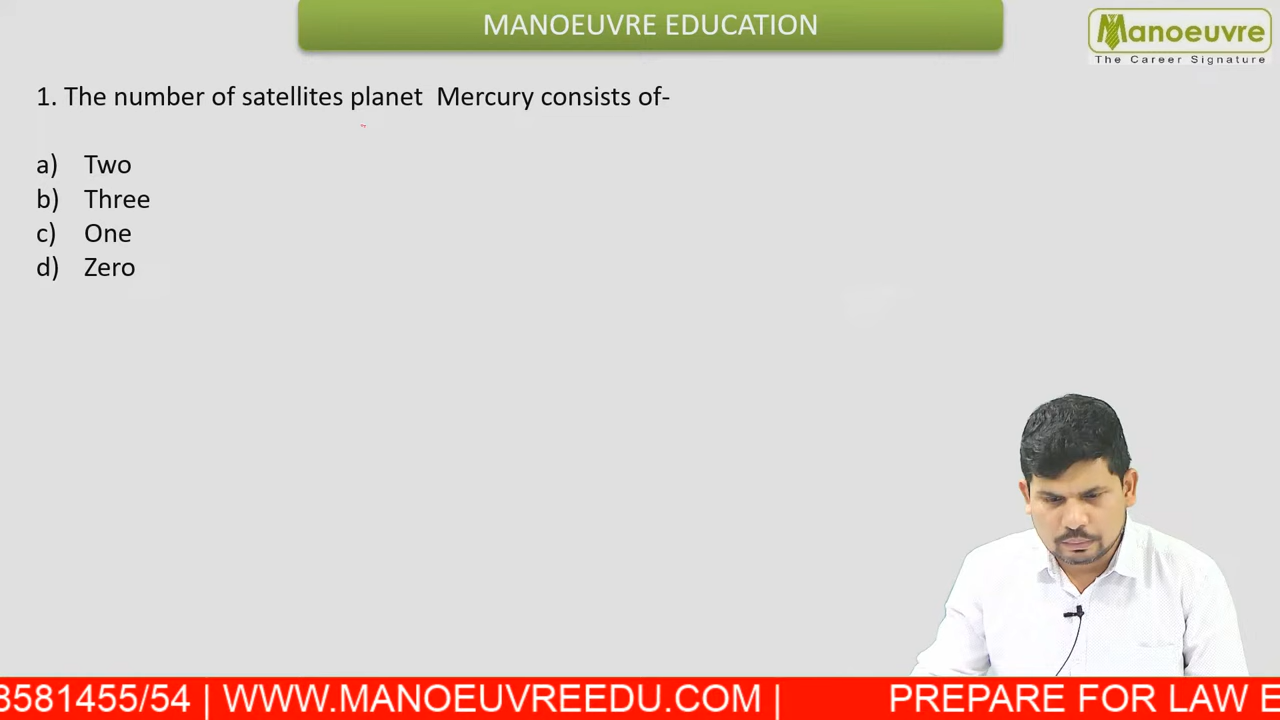 MANOEUVRE EDUCATION
Manoeuvre
The Career Signature
1. The number of satellites planet  Mercury consists of-
a) Two
b) Three
c) One
d) Zero
3581455/54 | WWW.MANOEUVREEDU.COM | PREPARE FOR LAW E